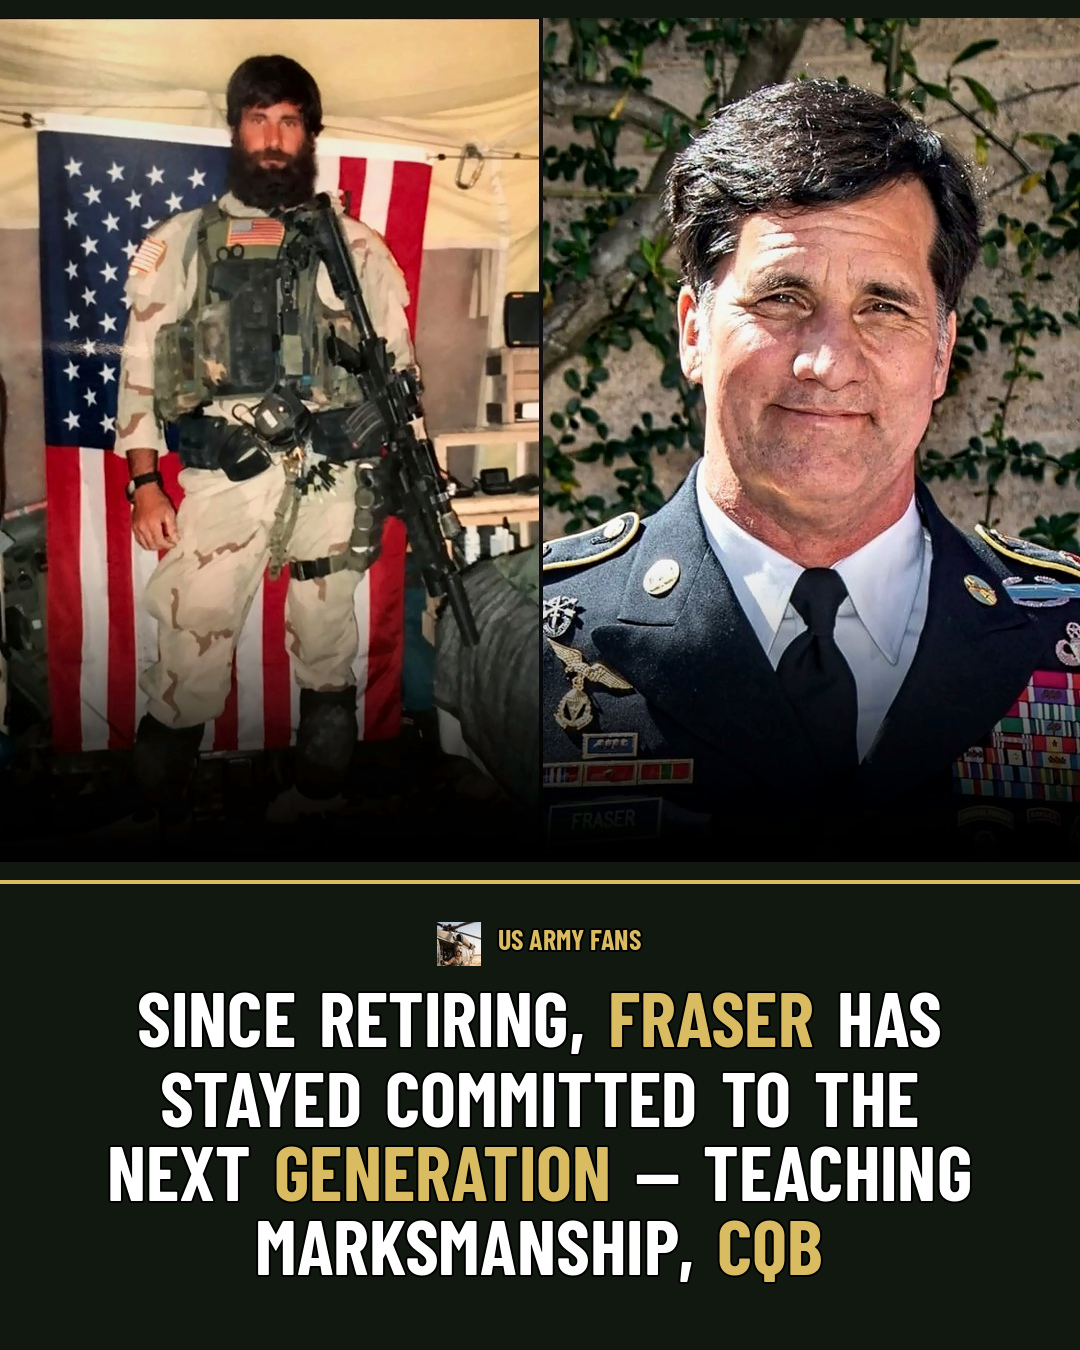 FRASER
US ARMY FANS
SINCE RETIRING, FRASER HAS
STAYED COMMITTED TO THE
NEXT GENERATION – TEACHING
MARKSMANSHIP, CQB